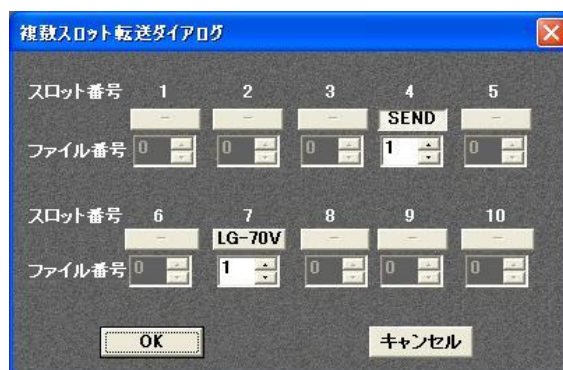 複数スロット転送ダイアログ
スロット番号 1 2 3 4 5
- - - SEND -
ファイル番号 0 0 0 1 0
スロット番号 6 7 8 9 10
- LG-70V - - -
ファイル番号 0 1 0 0 0
OK キャンセル